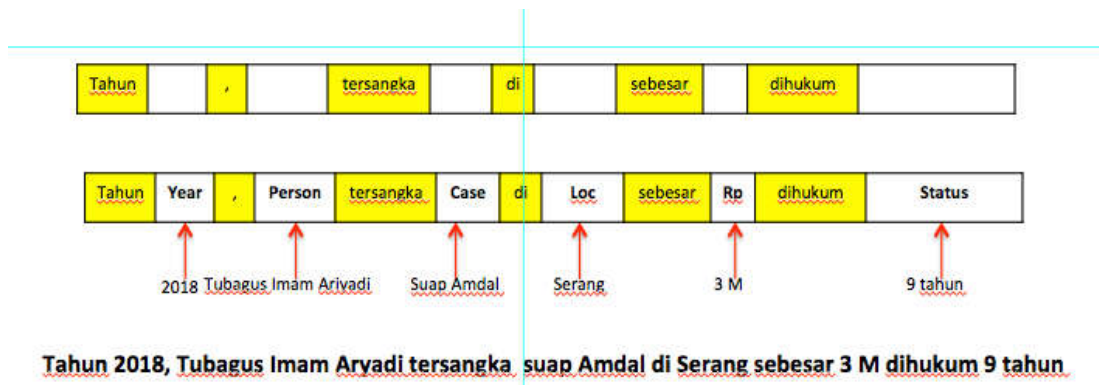 Tahun , tersangka di sebesar dihukum
Tahun Year , Person tersangka Case di Loc sebesar Rp dihukum Status
2018 Tubagus Imam Ariyadi Suap Amdal Serang 3 M 9 tahun
Tahun 2018, Tubagus Imam Aryadi tersangka suap Amdal di Serang sebesar 3 M dihukum 9 tahun